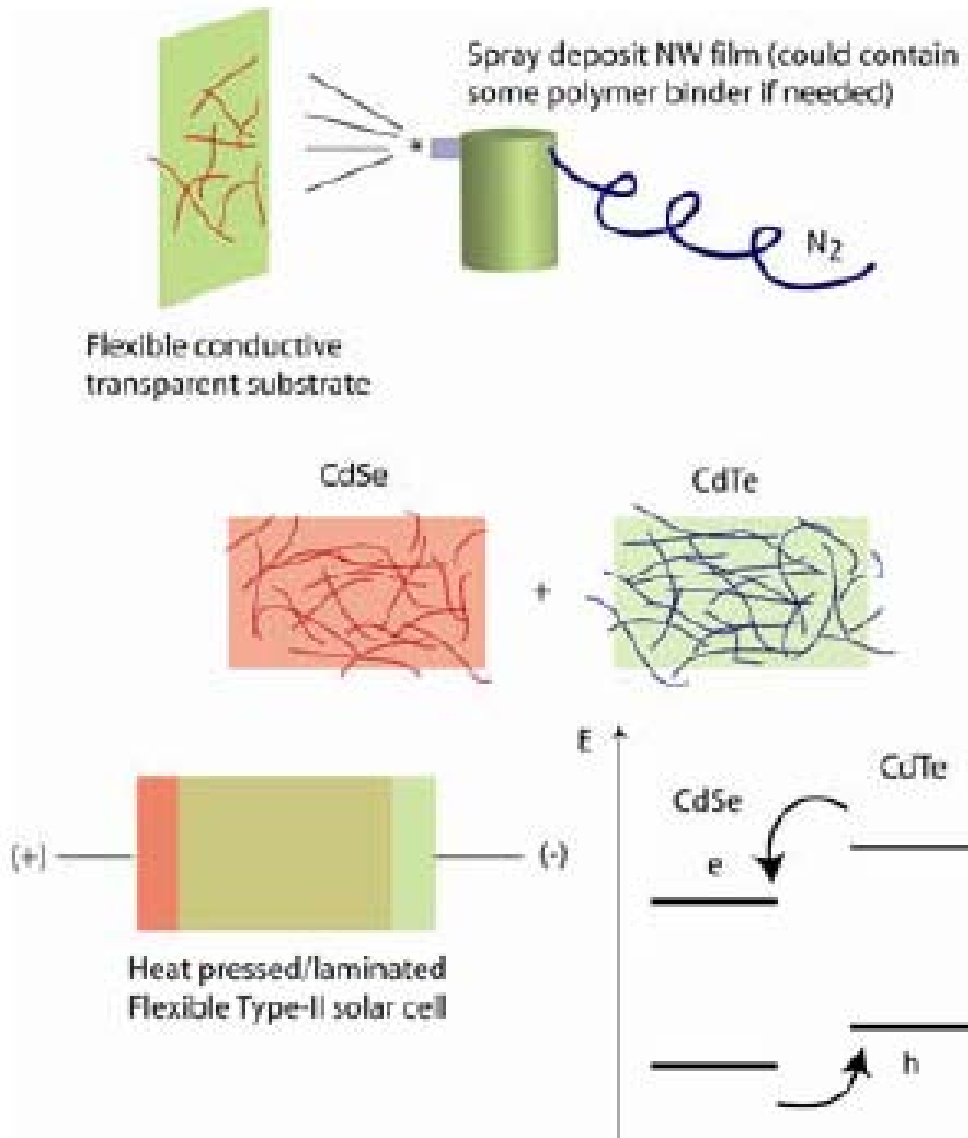 Spray deposit NW film (could contain
some polymer binder if needed)
N2
Flexible conductive
transparent substrate
CdSe
CdTe
+
E
CdTe
CdSe
(+)
(-)
e
h
Heat pressed/laminated
Flexible Type-II solar cell